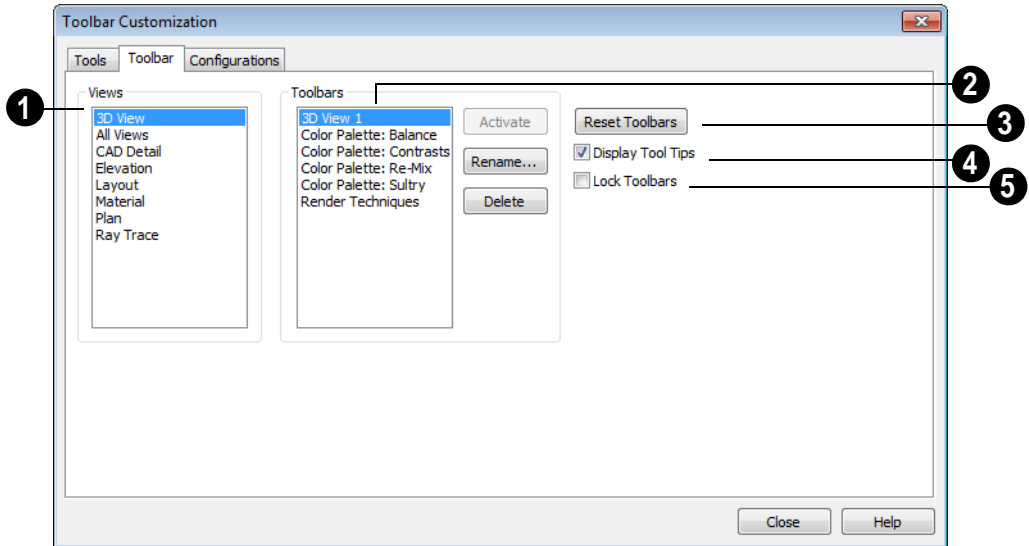 Toolbar Customization
Tools Toolbar Configurations
Views
3D View
All Views
CAD Detail
Elevation
Layout
Material
Plan
Ray Trace
Toolbars
3D View 1
Color Palette: Balance
Color Palette: Contrasts
Color Palette: Re-Mix
Color Palette: Sultry
Render Techniques
Activate
Rename...
Delete
Reset Toolbars
Display Tool Tips
Lock Toolbars
1
2
3
4
5
Close Help